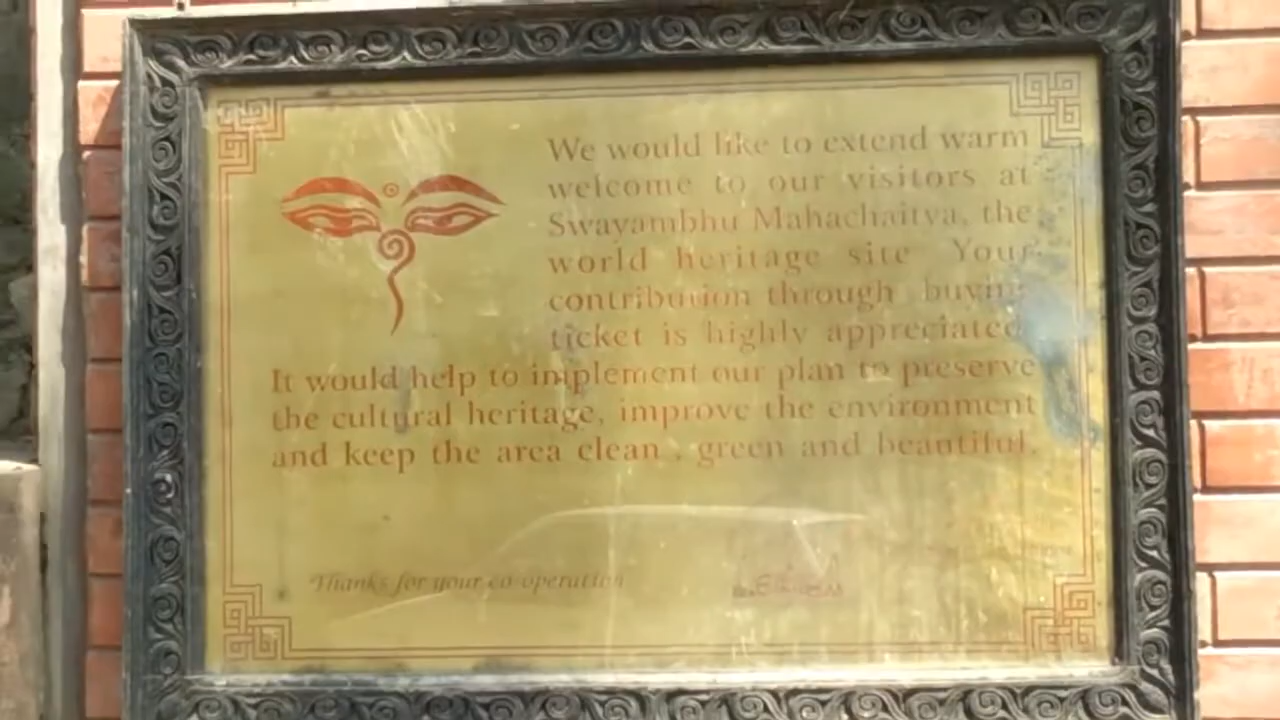 We would like to extend warm
welcome to our visitors at
Swayambhu Mahachaitya, the
world heritage site Your
contribution through buying
ticket is highly appreciated
It would help to implement our plan to preserve
the cultural heritage, improve the environment
and keep the area clean , green and beautiful.
Thanks for your co-operation